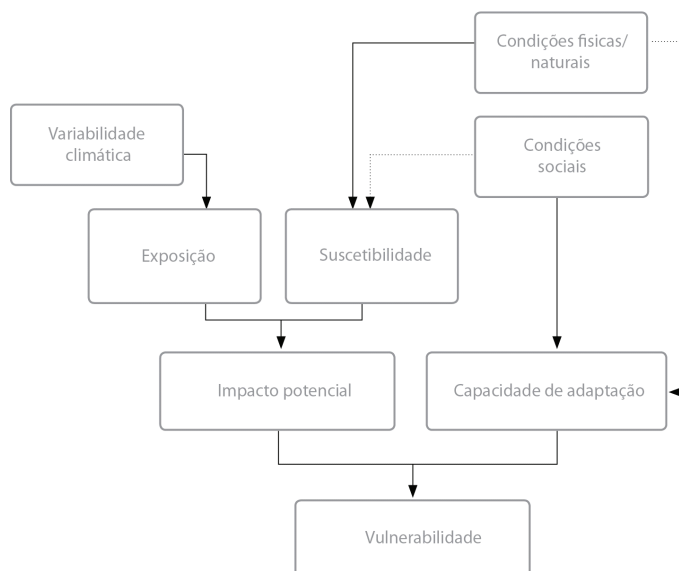 Condições fisicas/
naturais
Variabilidade
climática
Condições
sociais
Exposição
Suscetibilidade
Impacto potencial
Capacidade de adaptação
Vulnerabilidade